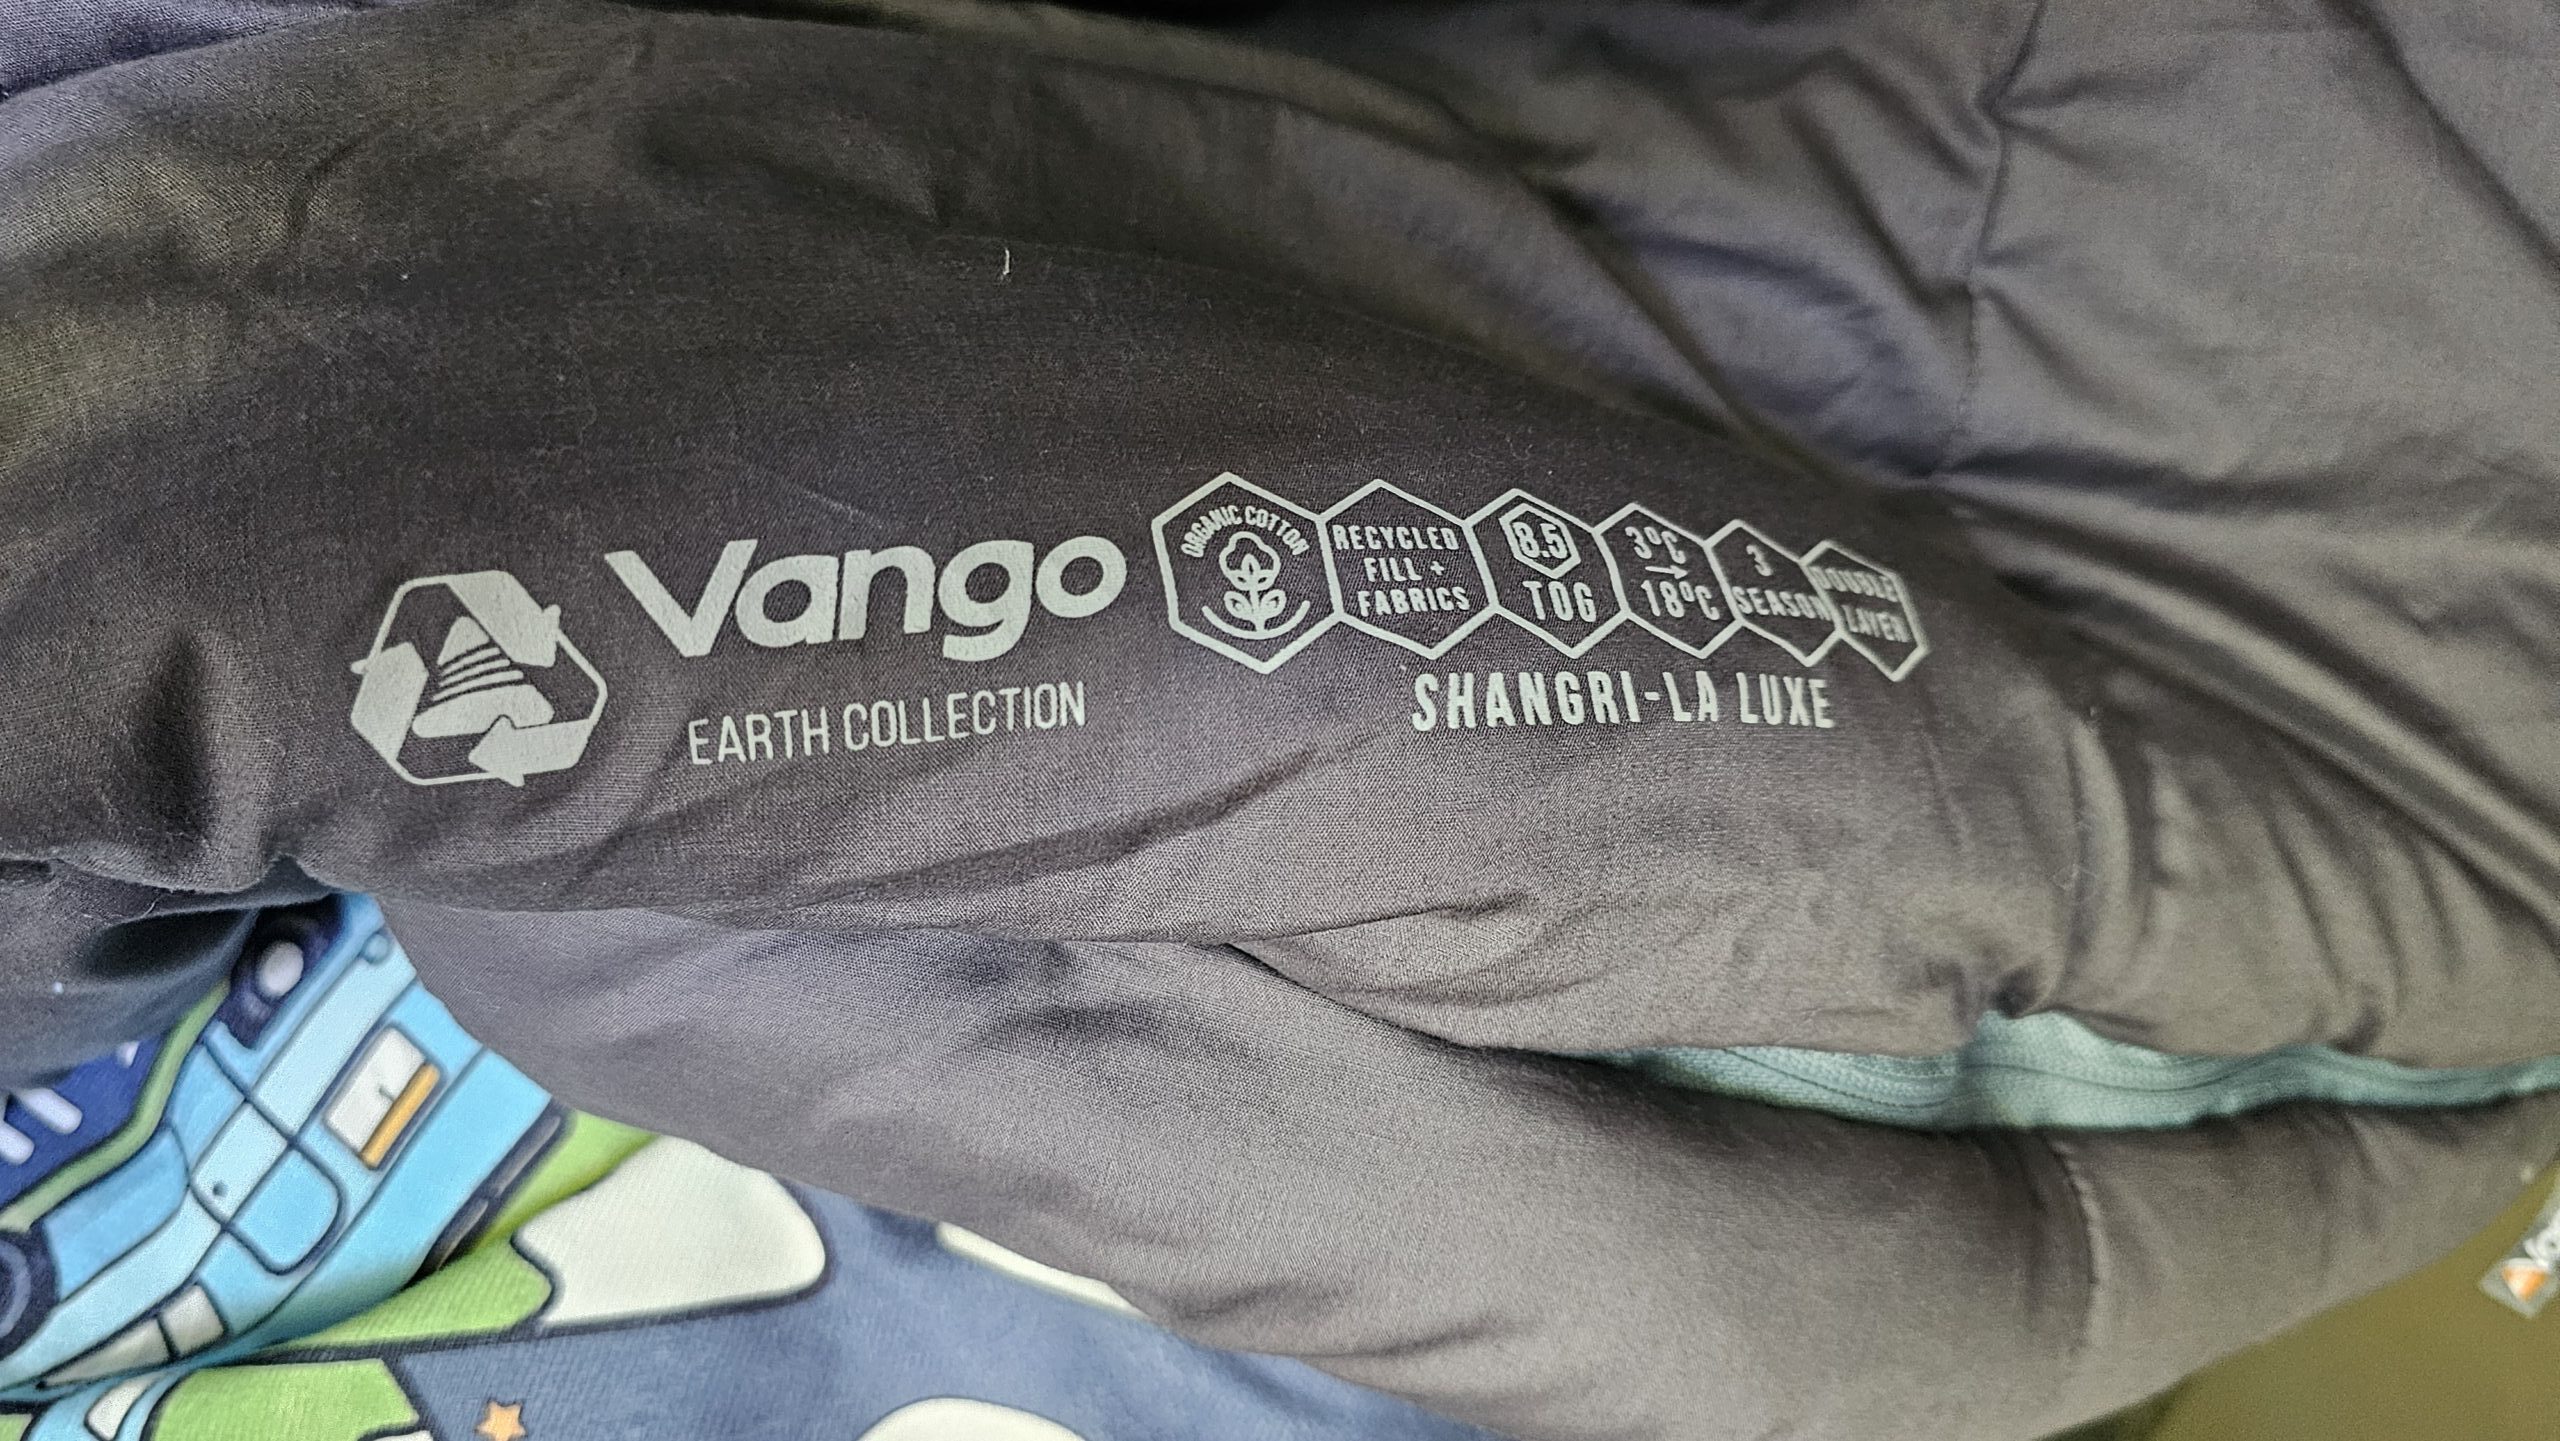 Vango
EARTH COLLECTION
ORGANIC COTTON
RECYCLED
FILL +
FABRICS
8.5
TOG
3°C
18°C
3
SEASON
DOUBLE
LAYER
SHANGRI-LA LUXE